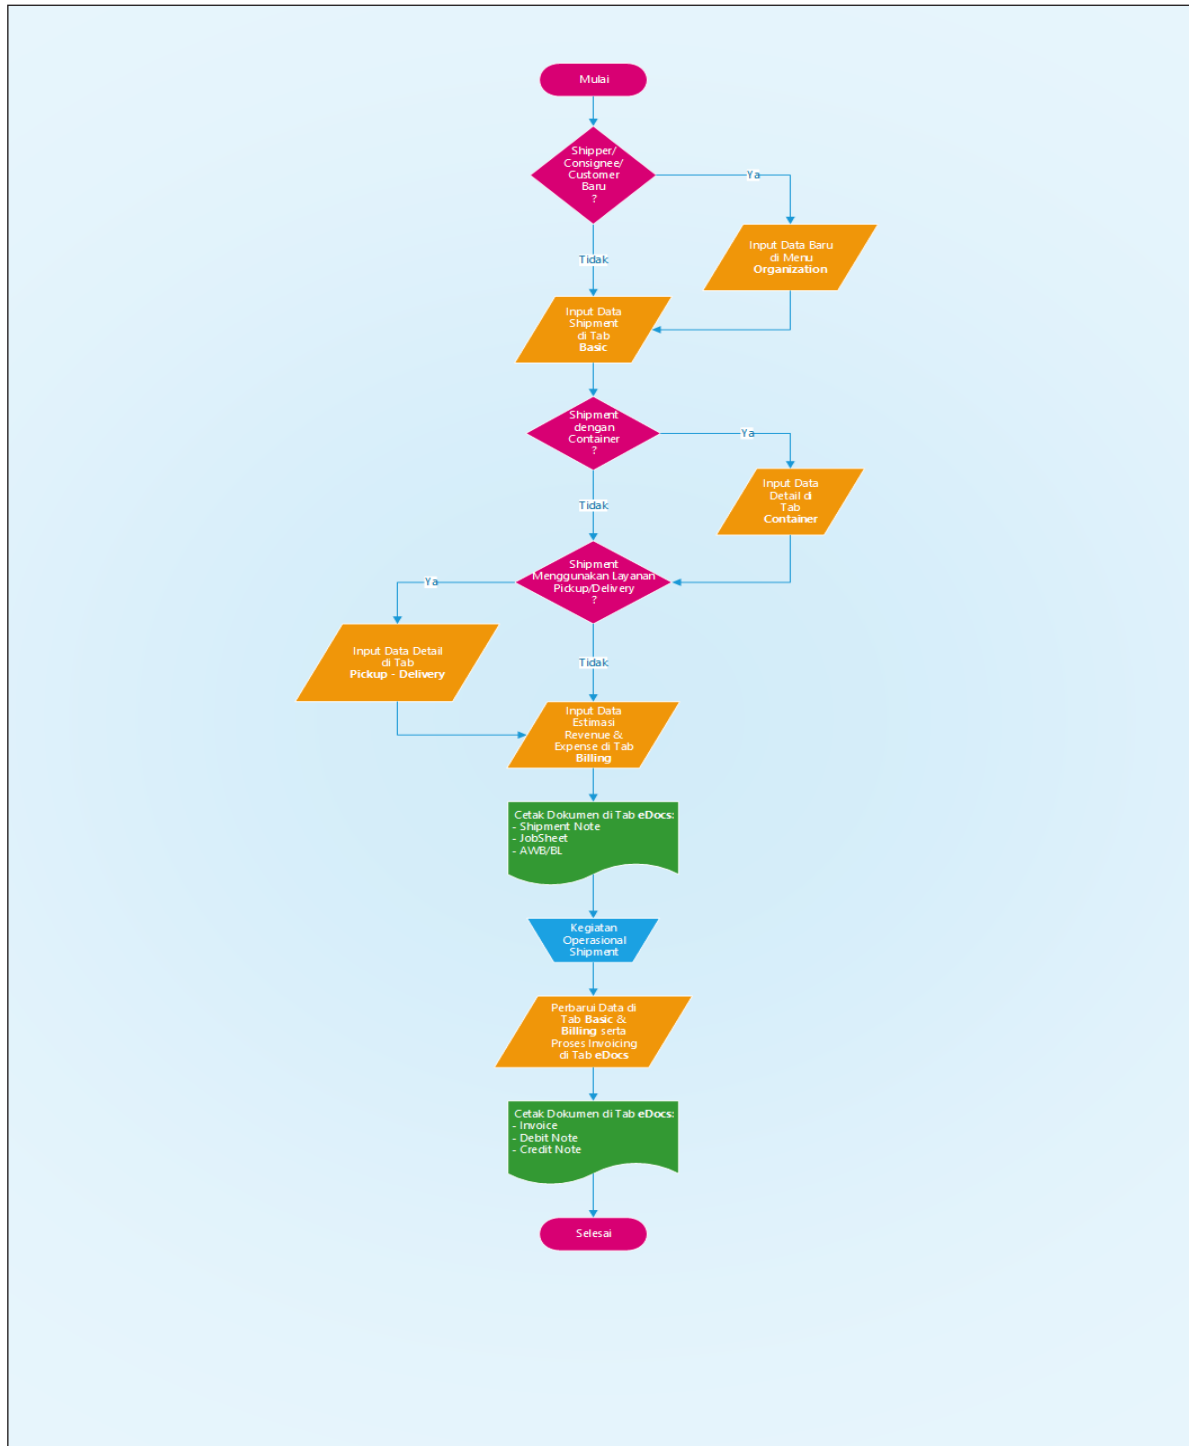 Mulai
Shipper/
Consignee/
Customer
Baru
?
Ya
Input Data Baru
di Menu
Organization
Tidak
Input Data
Shipment
di Tab
Basic
Shipment
dengan
Container
?
Ya
Input Data
Detail di
Tab
Container
Tidak
Shipment
Menggunakan Layanan
Pickup/Delivery
?
Ya
Input Data Detail
di Tab
Pickup - Delivery
Tidak
Input Data
Estimasi
Revenue &
Expense di Tab
Billing
Cetak Dokumen di Tab eDocs:
- Shipment Note
- JobSheet
- AWB/BL
Kegiatan
Operasional
Shipment
Perbarui Data di
Tab Basic &
Billing serta
Proses Invoicing
di Tab eDocs
Cetak Dokumen di Tab eDocs:
- Invoice
- Debit Note
- Credit Note
Selesai